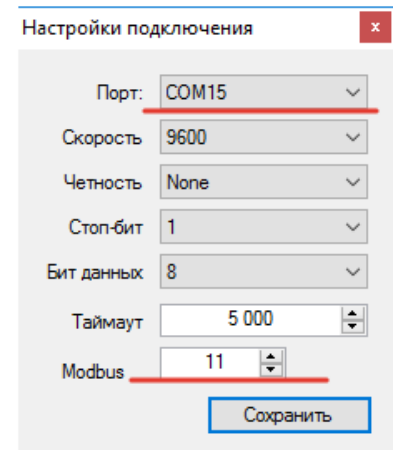 Настройки подключения x
Порт: COM15
Скорость 9600
Четность None
Стоп-бит 1
Бит данных 8
Таймаут 5 000
Modbus 11
Сохранить